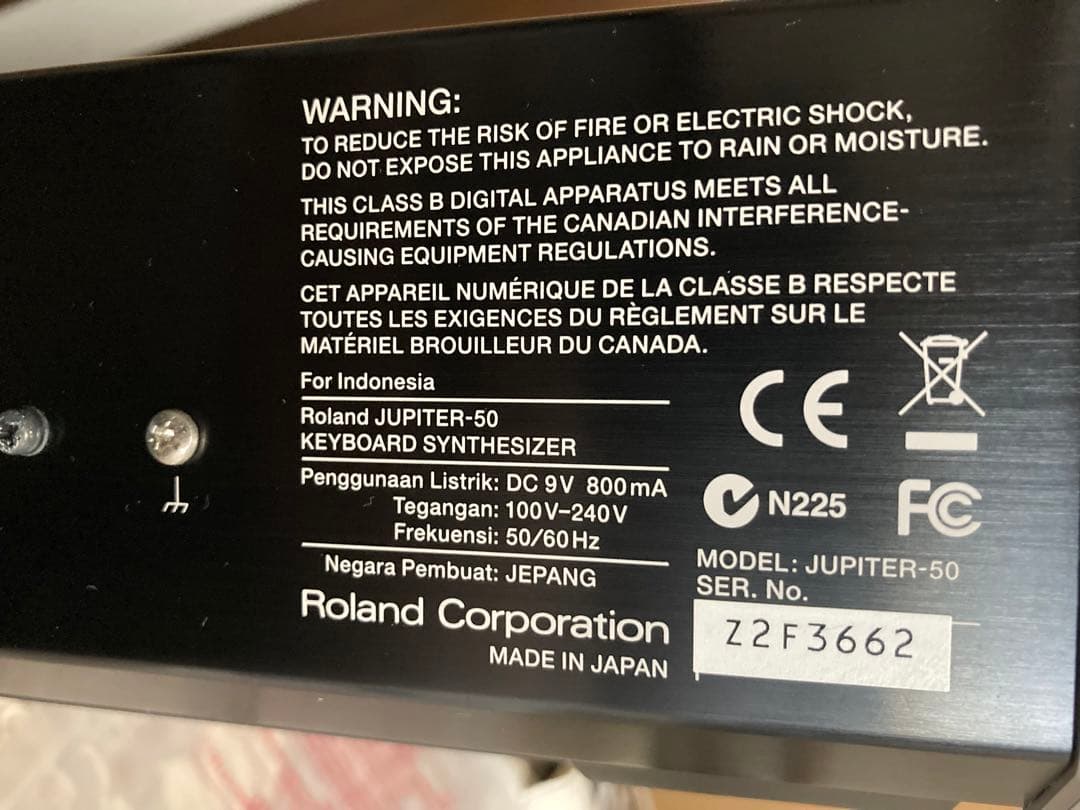 WARNING:
TO REDUCE THE RISK OF FIRE OR ELECTRIC SHOCK,
DO NOT EXPOSE THIS APPLIANCE TO RAIN OR MOISTURE.
THIS CLASS B DIGITAL APPARATUS MEETS ALL
REQUIREMENTS OF THE CANADIAN INTERFERENCE-
CAUSING EQUIPMENT REGULATIONS.
CET APPAREIL NUMÉRIQUE DE LA CLASSE B RESPECTE
TOUTES LES EXIGENCES DU RÈGLEMENT SUR LE
MATÉRIEL BROUILLEUR DU CANADA.
For Indonesia
Roland JUPITER-50
KEYBOARD SYNTHESIZER
Penggunaan Listrik: DC 9V 800mA
Tegangan: 100V–240V
Frekuensi: 50/60Hz
Negara Pembuat: JEPANG
Roland Corporation
MADE IN JAPAN
CE
N225
FC
MODEL: JUPITER-50
SER. No.
Z2F3662